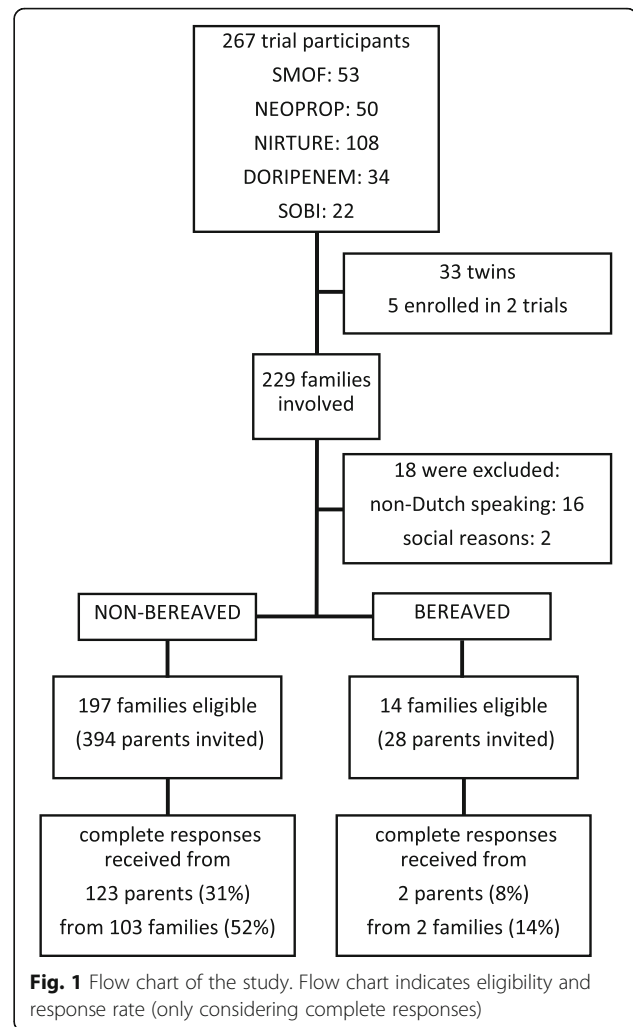 267 trial participants
SMOF: 53
NEOPROP: 50
NIRTURE: 108
DORIPENEM: 34
SOBI: 22
33 twins
5 enrolled in 2 trials
229 families
involved
18 were excluded:
non-Dutch speaking: 16
social reasons: 2
NON-BEREAVED
BEREAVED
197 families eligible
(394 parents invited)
14 families eligible
(28 parents invited)
complete responses
received from
123 parents (31%)
from 103 families (52%)
complete responses
received from
2 parents (8%)
from 2 families (14%)
Fig. 1 Flow chart of the study. Flow chart indicates eligibility and
response rate (only considering complete responses)